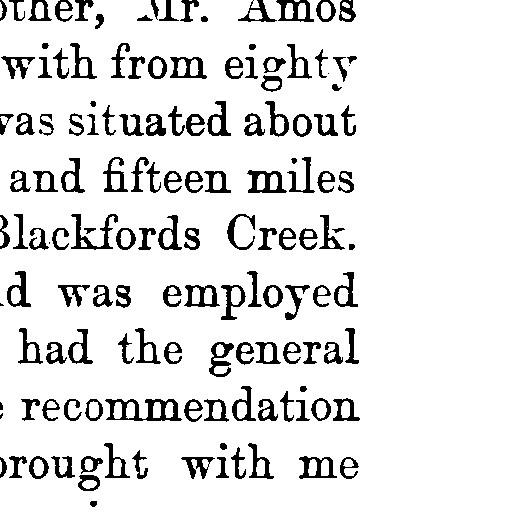 other, Mr. Amos
with from eighty
was situated about
and fifteen miles
Blackfords Creek.
was employed
had the general
recommendation
brought with me